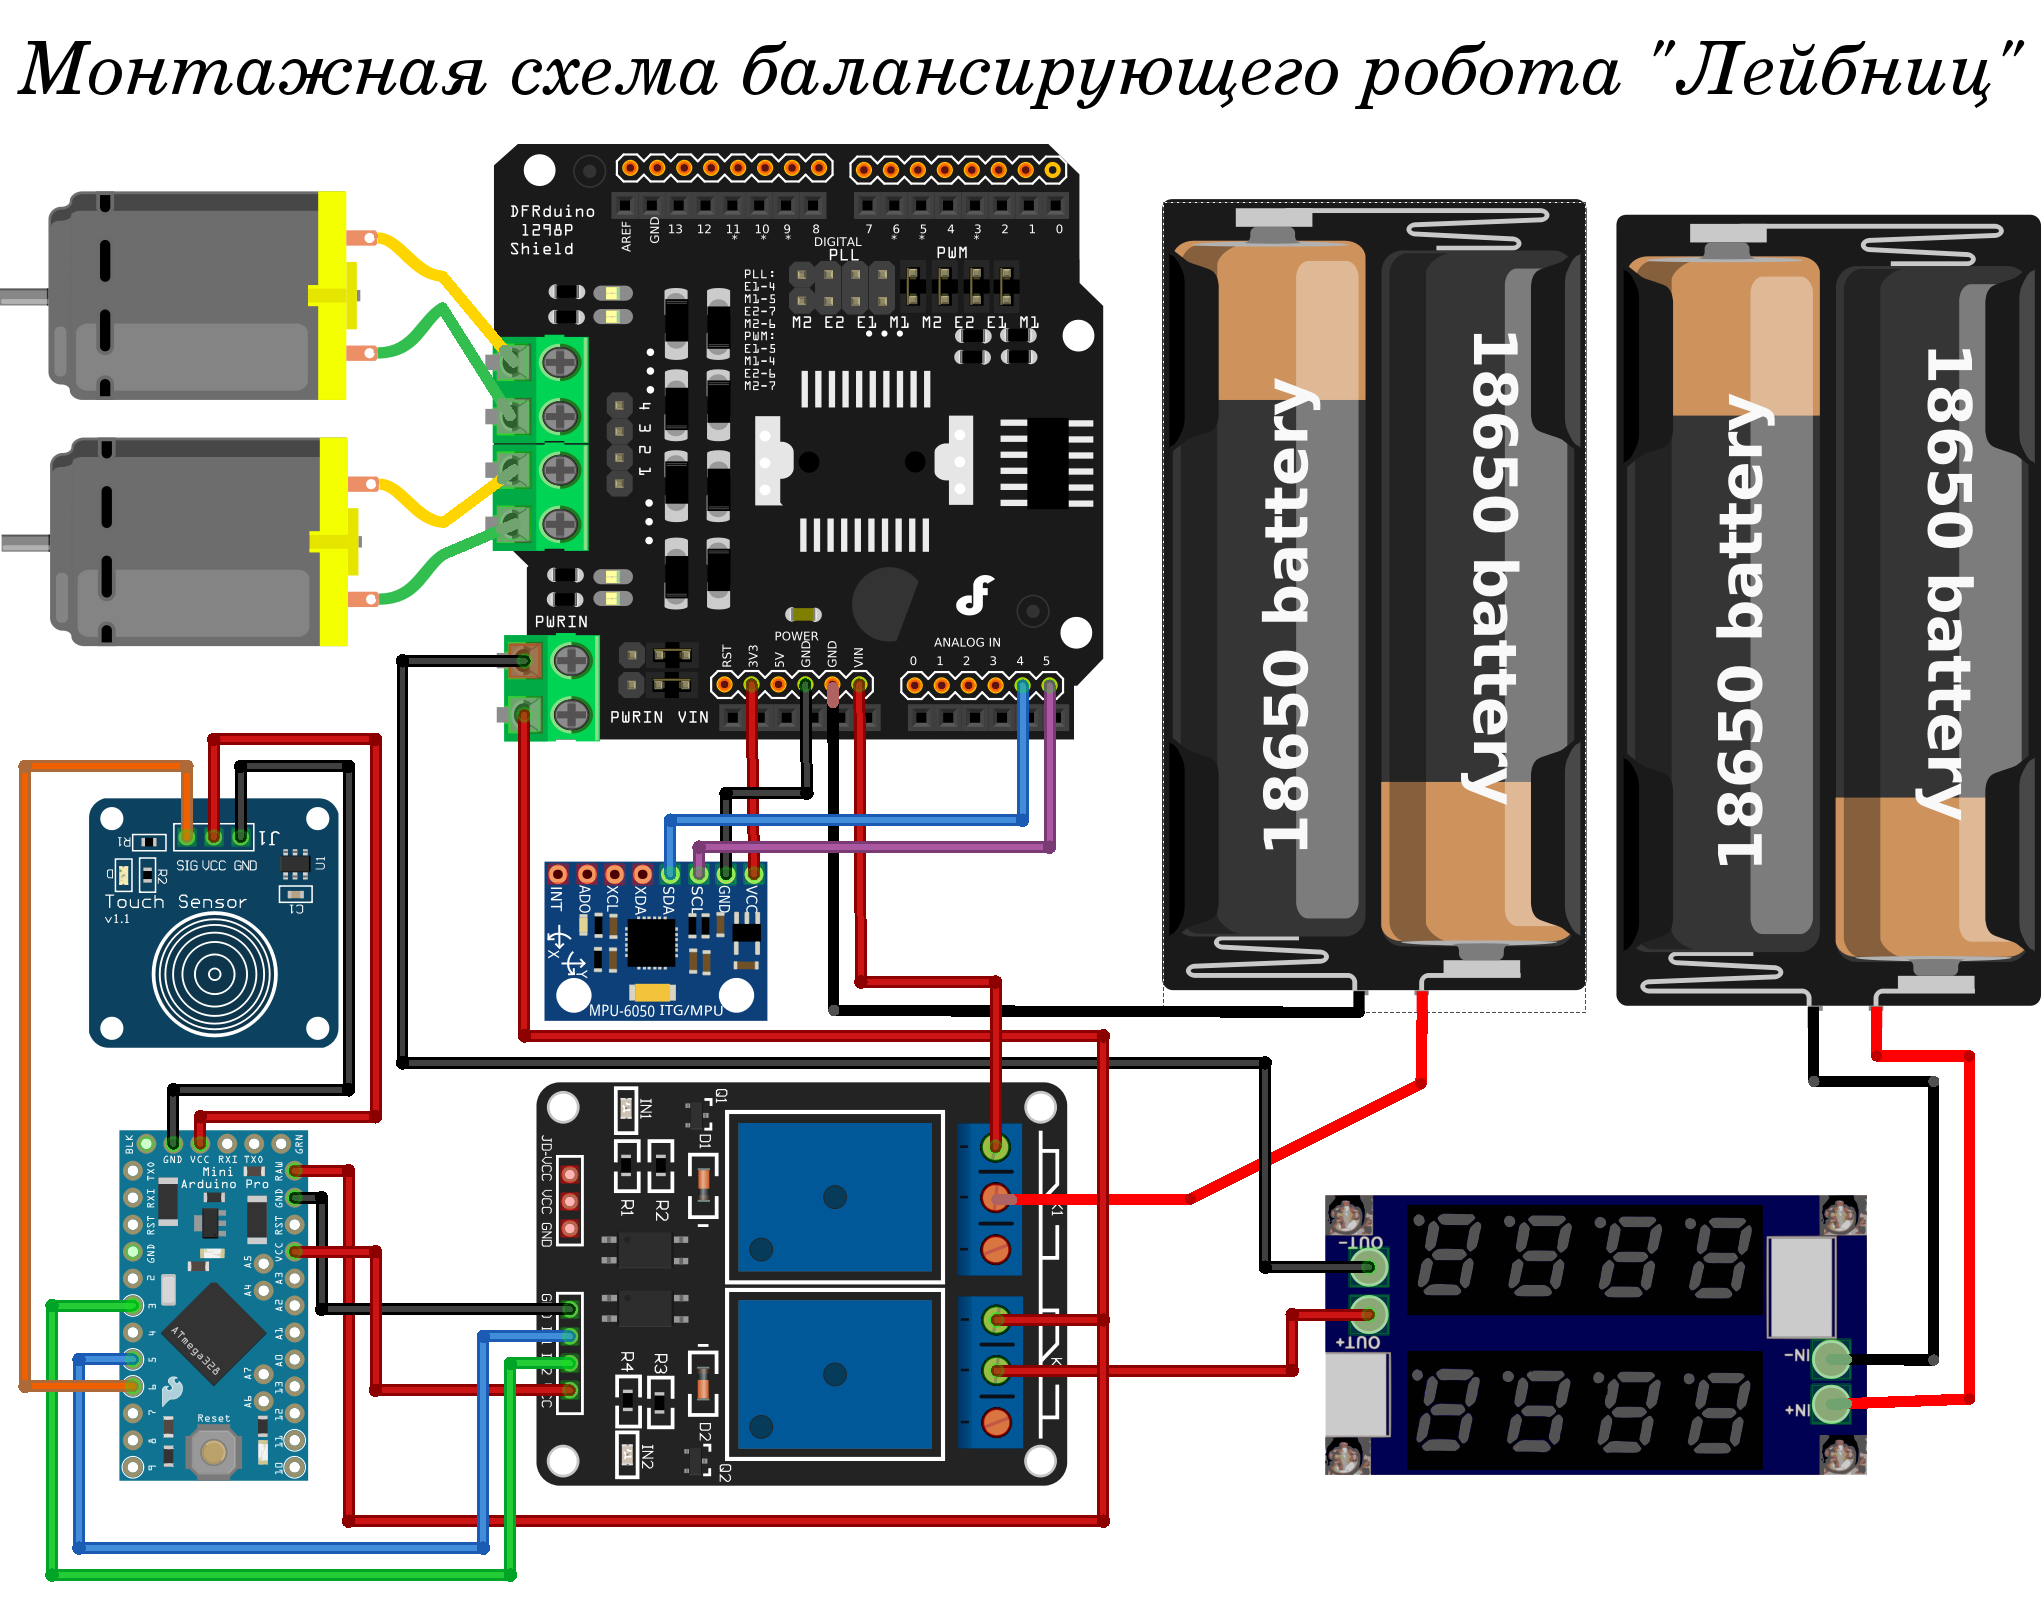 Монтажная схема балансирующего робота "Лейбниц"
DFRduino
1298P
Shield
AREF GND 13 12 11 10 9 8 7 6 5 4 3 2 1 0
* * * * * *
DIGITAL
PLL PWM
PLL:
E1-4
M1-5
E2-7
M2-6
PWM:
E1-5
M1-4
E2-6
M2-7
M2 E2 E1 M1 M2 E2 E1 M1
4 3 2 1
PWRIN
POWER
RST 3V3 5V GND GND VIN
ANALOG IN
0 1 2 3 4 5
PWRIN VIN
18650 battery
18650 battery
18650 battery
18650 battery
J1
R1
SIG VCC GND
U1
D
R2
C1
Touch Sensor
v1.1
INT ADO XCL XDA SDA SCL GND VCC
X
Y
MPU-6050 ITG/MPU
BLK GND VCC RXI TXO GRN
Mini
Arduino Pro
TXO RXI RST GND 2 3 4 5 6 7 8 9
RAW GND RST VCC A3 A2 A1 A0 13 12 11 10
A5 A4 A7 A6
ATmega328
Reset
IN1
Q1
D1
JD-VCC VCC GND
R1 R2
K1
R4 R3
D2
IN2
Q2
OUT-
OUT+
IN-
IN+